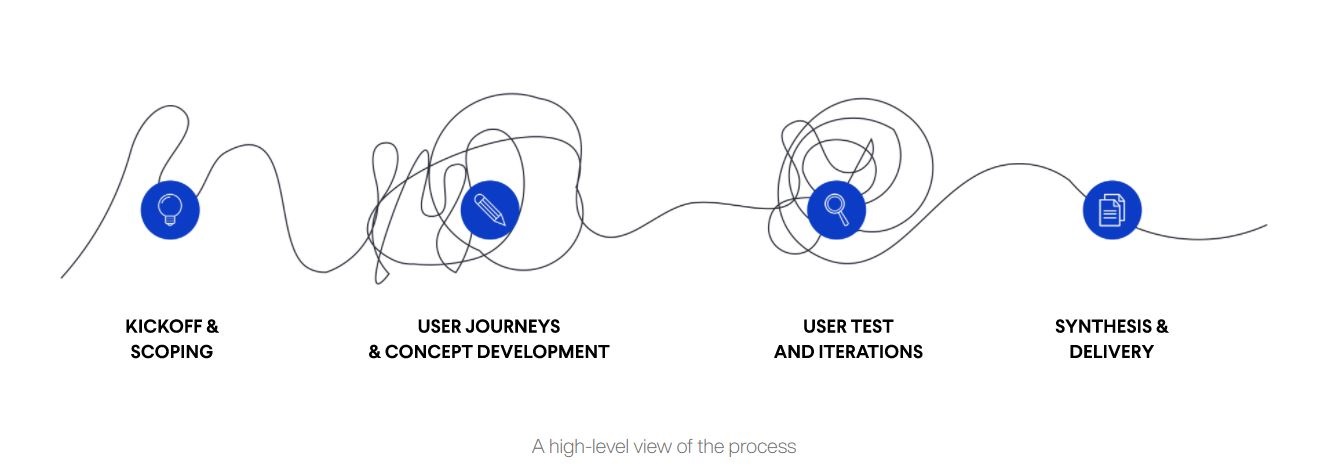 KICKOFF &
SCOPING
USER JOURNEYS
& CONCEPT DEVELOPMENT
USER TEST
AND ITERATIONS
SYNTHESIS &
DELIVERY
A high-level view of the process